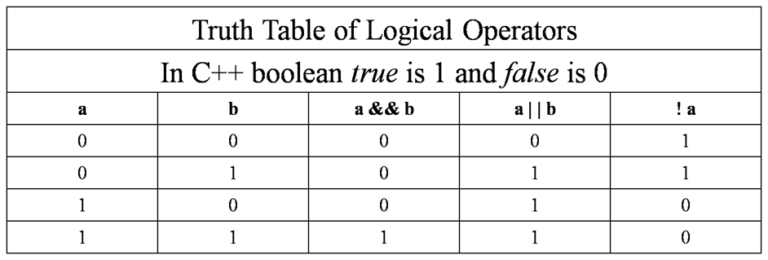 Truth Table of Logical Operators
In C++ boolean true is 1 and false is 0
a b a && b a | | b ! a
0 0 0 0 1
0 1 0 1 1
1 0 0 1 0
1 1 1 1 0